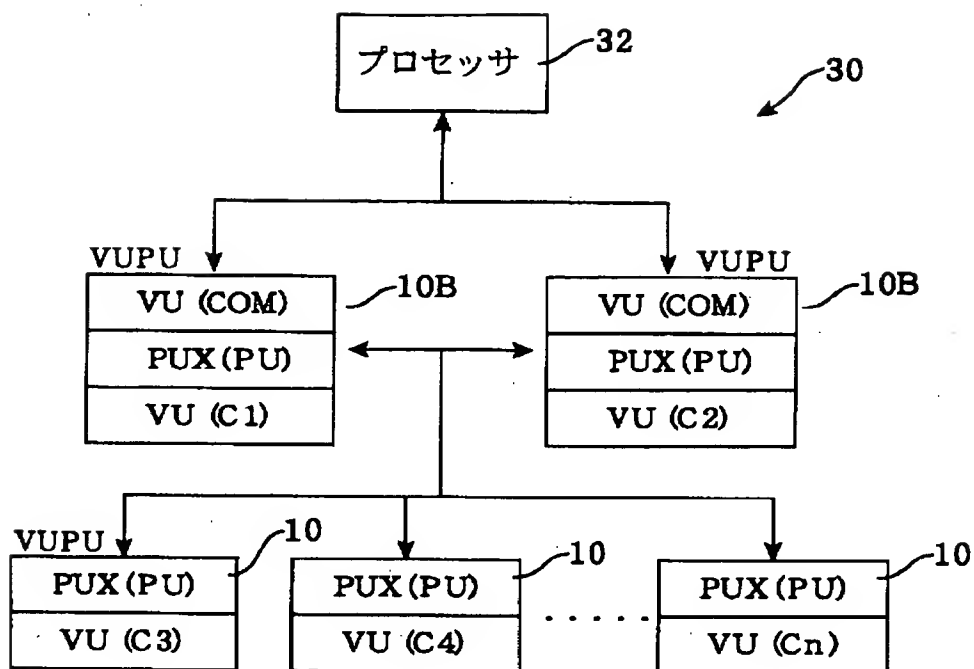 プロセッサ
32
30
VUPU
VU (COM)
10B
PUX(PU)
VU (C1)
VUPU
VU (COM)
10B
PUX(PU)
VU (C2)
VUPU
10
PUX(PU)
VU (C3)
10
PUX(PU)
VU (C4)
. . . . .
10
PUX(PU)
VU (Cn)